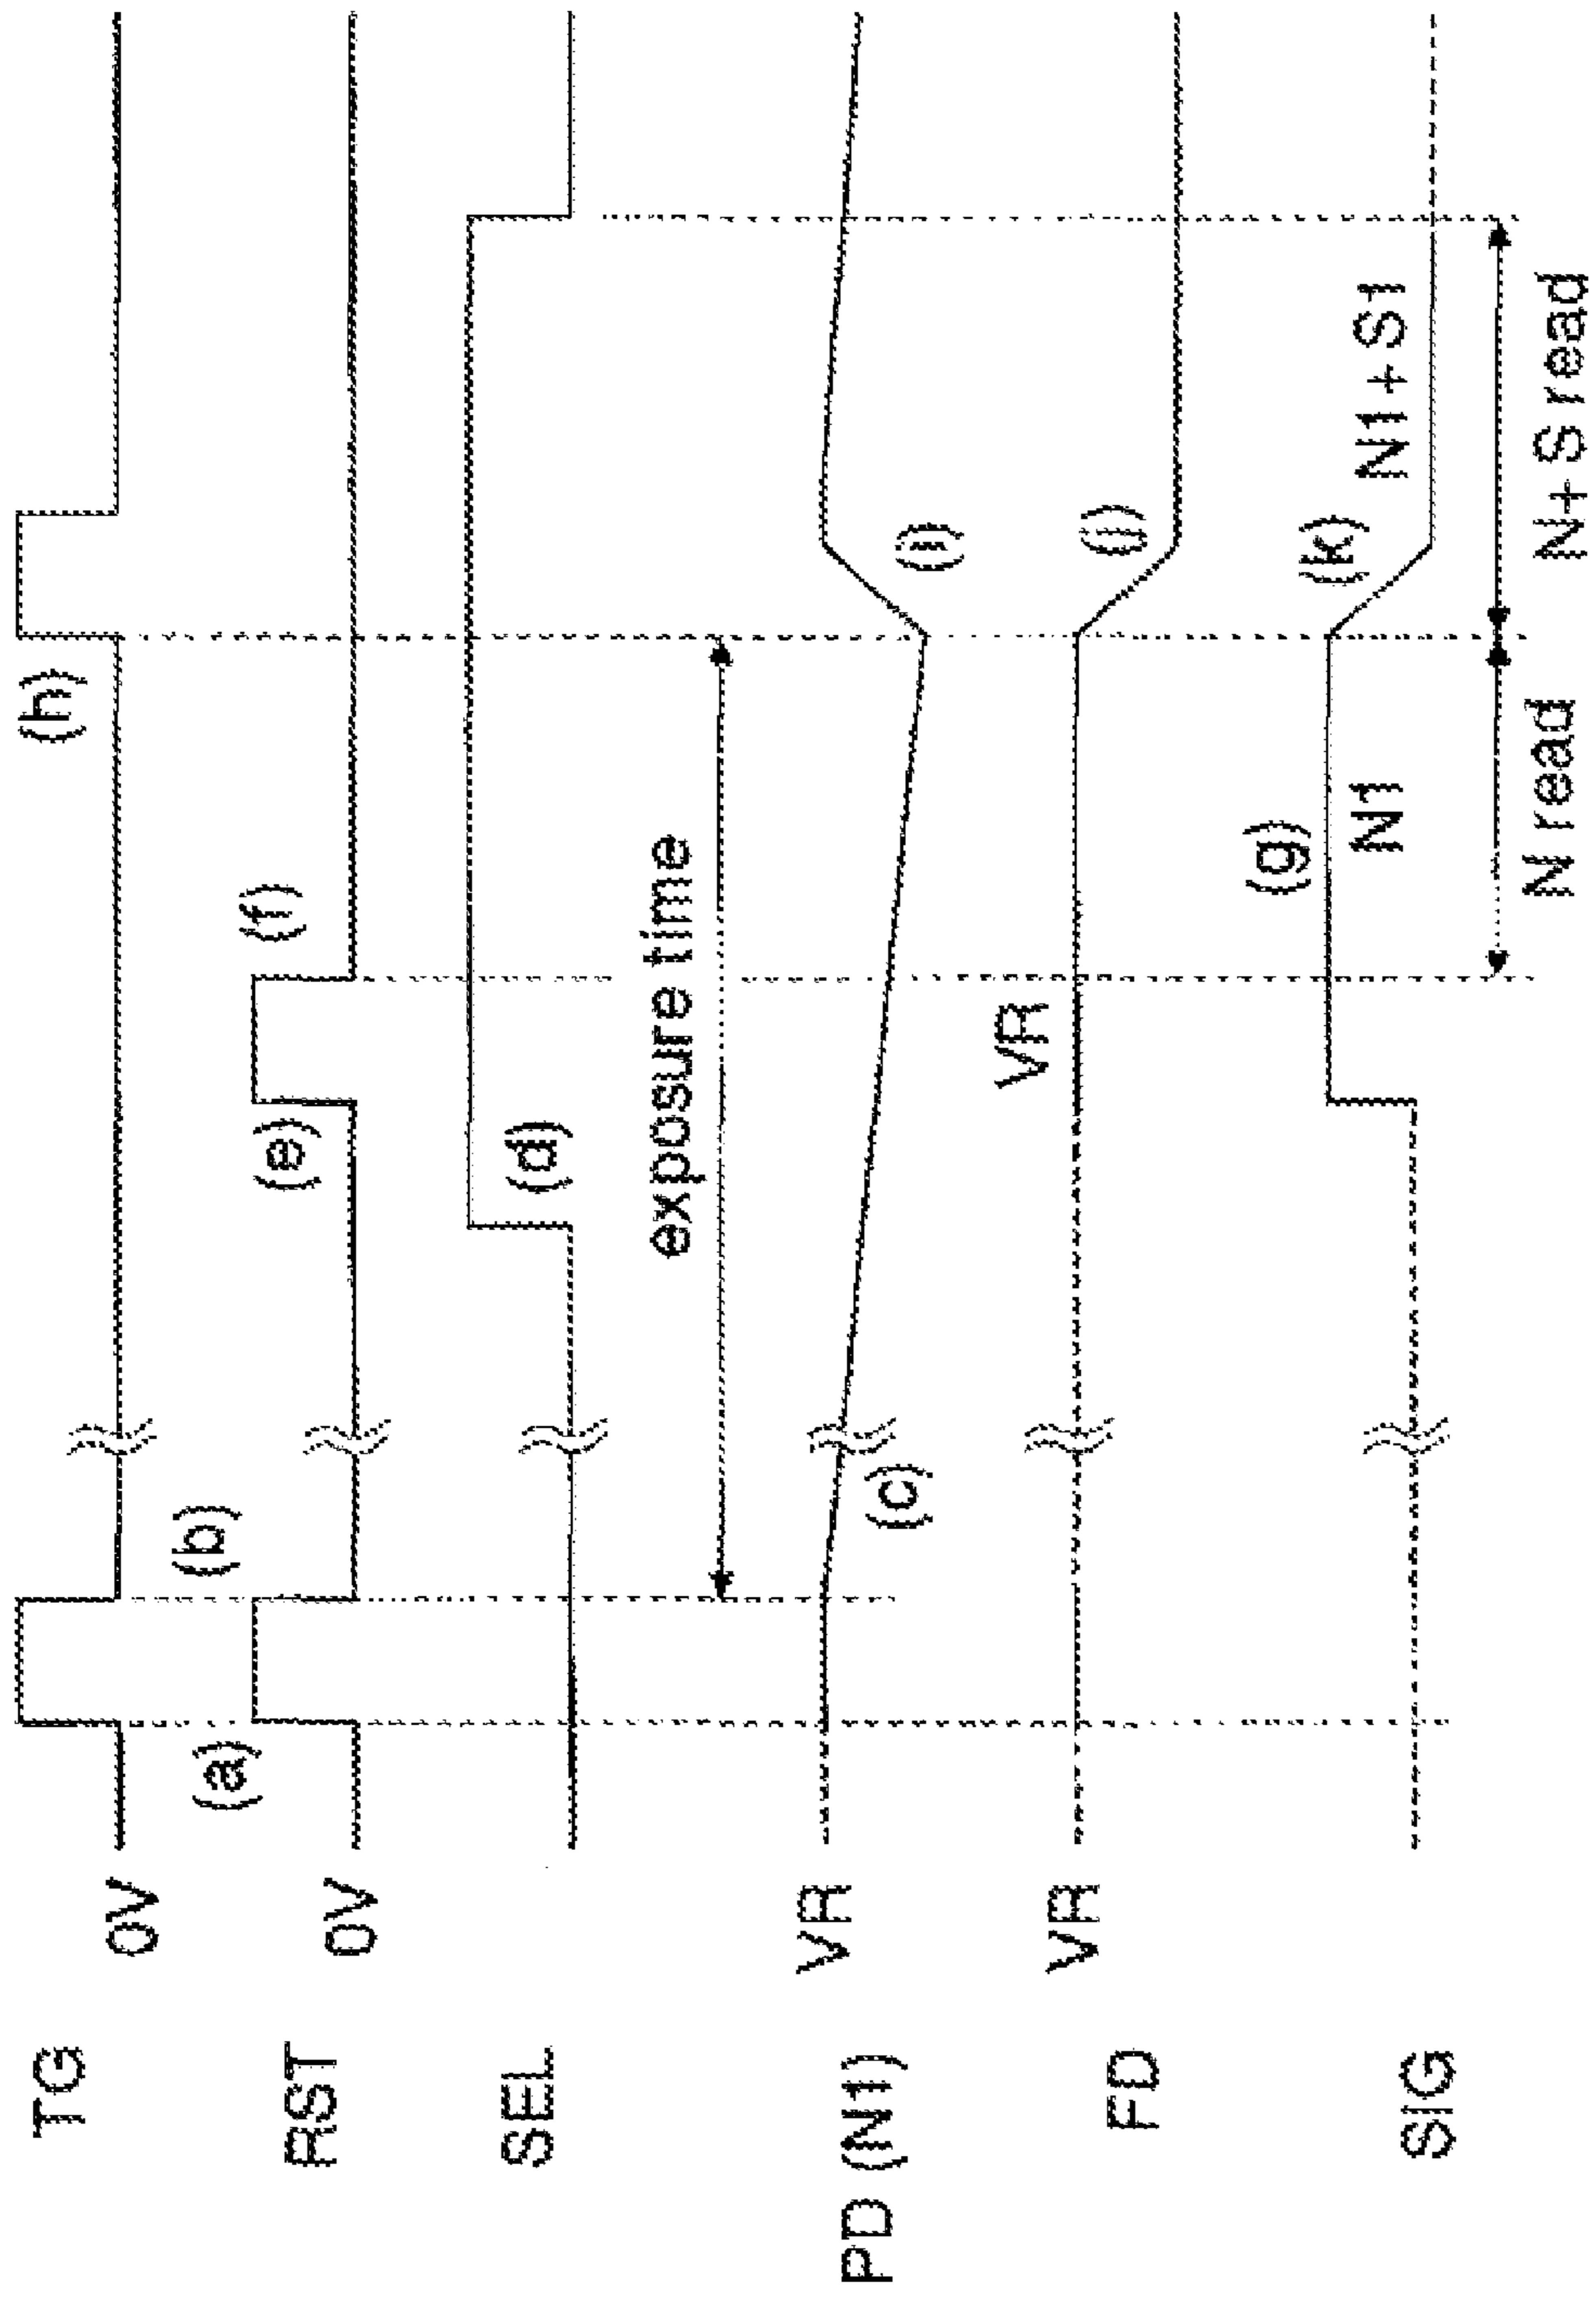 TG
0V
(a)
(b)
(h)
RST
0V
(e)
(f)
SEL
(d)
exposure time
PD (N1)
VR
(c)
(i)
FD
VR
VR
(j)
SIG
(g)
N1
(k)
N1+S1
N read
N+S read